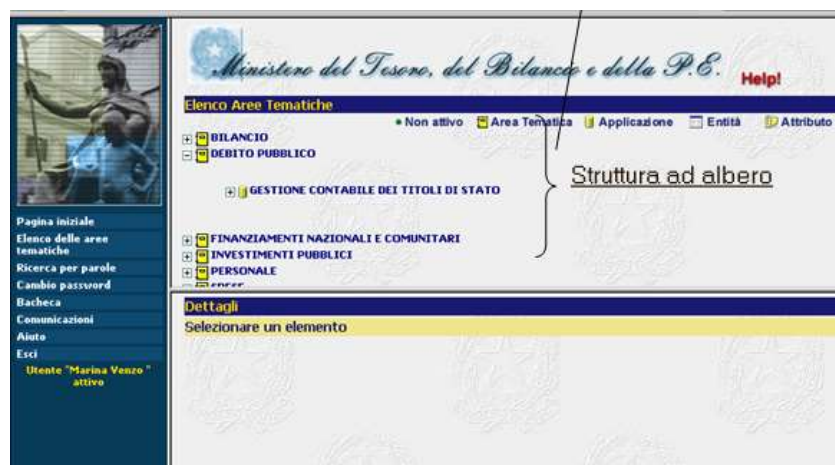 Ministero del Tesoro, del Bilancio e della P.E.
Help!
Elenco Aree Tematiche
Non attivo Area Tematica Applicazione Entità Attributo
BILANCIO
DEBITO PUBBLICO
GESTIONE CONTABILE DEI TITOLI DI STATO
Struttura ad albero
FINANZIAMENTI NAZIONALI E COMUNITARI
INVESTIMENTI PUBBLICI
PERSONALE
SPESE
Pagina iniziale
Elenco delle aree
tematiche
Ricerca per parole
Cambio password
Bacheca
Comunicazioni
Aiuto
Esci
Utente "Marina Venzo "
attivo
Dettagli
Selezionare un elemento